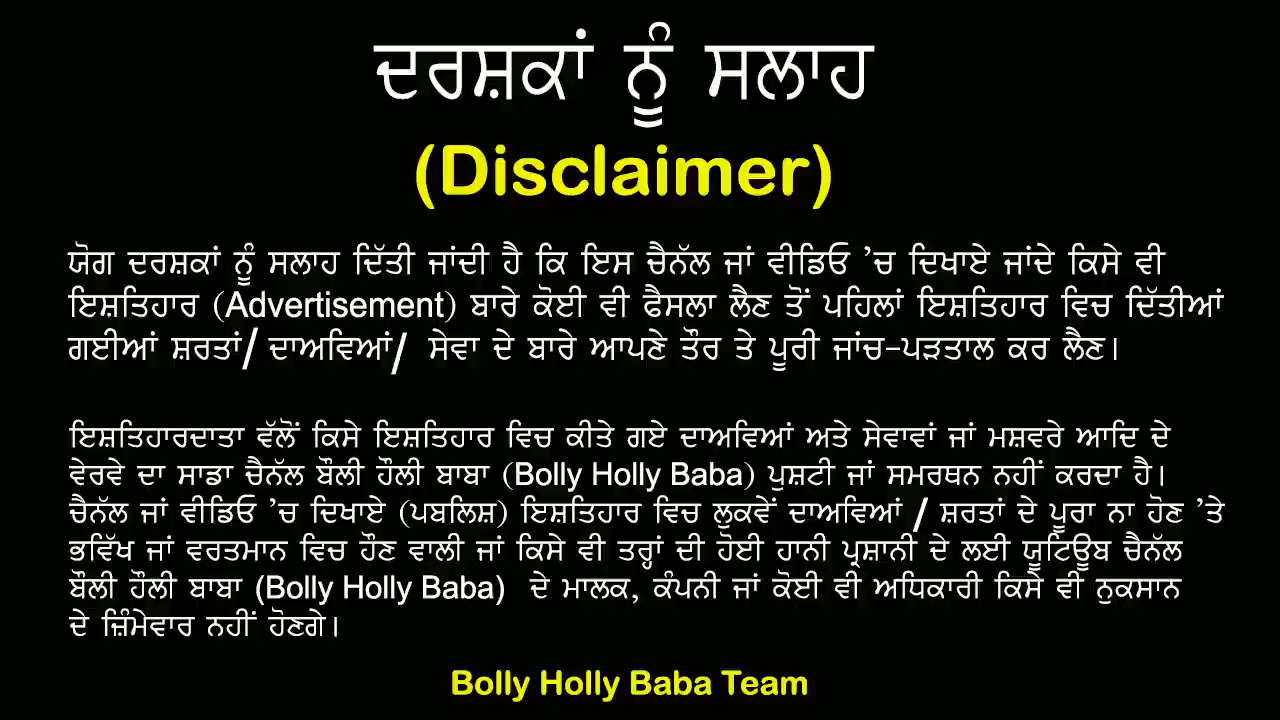 ਦਰਸ਼ਕਾਂ ਨੂੰ ਸਲਾਹ
(Disclaimer)
ਯੋਗ ਦਰਸ਼ਕਾਂ ਨੂੰ ਸਲਾਹ ਦਿੱਤੀ ਜਾਂਦੀ ਹੈ ਕਿ ਇਸ ਚੈਨੱਲ ਜਾਂ ਵੀਡਿਓ ’ਚ ਦਿਖਾਏ ਜਾਂਦੇ ਕਿਸੇ ਵੀ
ਇਸ਼ਤਿਹਾਰ (Advertisement) ਬਾਰੇ ਕੋਈ ਵੀ ਫੈਸਲਾ ਲੈਣ ਤੋਂ ਪਹਿਲਾਂ ਇਸ਼ਤਿਹਾਰ ਵਿਚ ਦਿੱਤੀਆਂ
ਗਈਆਂ ਸ਼ਰਤਾਂ/ ਦਾਅਵਿਆਂ/ ਸੇਵਾ ਦੇ ਬਾਰੇ ਆਪਣੇ ਤੌਰ ਤੇ ਪੂਰੀ ਜਾਂਚ-ਪੜਤਾਲ ਕਰ ਲੈਣ।
ਇਸ਼ਤਿਹਾਰਦਾਤਾ ਵੱਲੋਂ ਕਿਸੇ ਇਸ਼ਤਿਹਾਰ ਵਿਚ ਕੀਤੇ ਗਏ ਦਾਅਵਿਆਂ ਅਤੇ ਸੇਵਾਵਾਂ ਜਾਂ ਮਸ਼ਵਰੇ ਆਦਿ ਦੇ
ਵੇਰਵੇ ਦਾ ਸਾਡਾ ਚੈਨੱਲ ਬੌਲੀ ਹੌਲੀ ਬਾਬਾ (Bolly Holly Baba) ਪੁਸ਼ਟੀ ਜਾਂ ਸਮਰਥਨ ਨਹੀਂ ਕਰਦਾ ਹੈ।
ਚੈਨੱਲ ਜਾਂ ਵੀਡਿਓ ’ਚ ਦਿਖਾਏ (ਪਬਲਿਸ਼) ਇਸ਼ਤਿਹਾਰ ਵਿਚ ਲੁਕਵੇਂ ਦਾਅਵਿਆਂ / ਸ਼ਰਤਾਂ ਦੇ ਪੂਰਾ ਨਾ ਹੋਣ ’ਤੇ
ਭਵਿੱਖ ਜਾਂ ਵਰਤਮਾਨ ਵਿਚ ਹੌਣ ਵਾਲੀ ਜਾਂ ਕਿਸੇ ਵੀ ਤਰ੍ਹਾਂ ਦੀ ਹੋਈ ਹਾਨੀ ਪ੍ਰਸ਼ਾਨੀ ਦੇ ਲਈ ਯੂਟਿਊਬ ਚੈਨੱਲ
ਬੌਲੀ ਹੌਲੀ ਬਾਬਾ (Bolly Holly Baba) ਦੇ ਮਾਲਕ, ਕੰਪਨੀ ਜਾਂ ਕੋਈ ਵੀ ਅਧਿਕਾਰੀ ਕਿਸੇ ਵੀ ਨੁਕਸਾਨ
ਦੇ ਜ਼ਿੰਮੇਵਾਰ ਨਹੀਂ ਹੋਣਗੇ।
Bolly Holly Baba Team